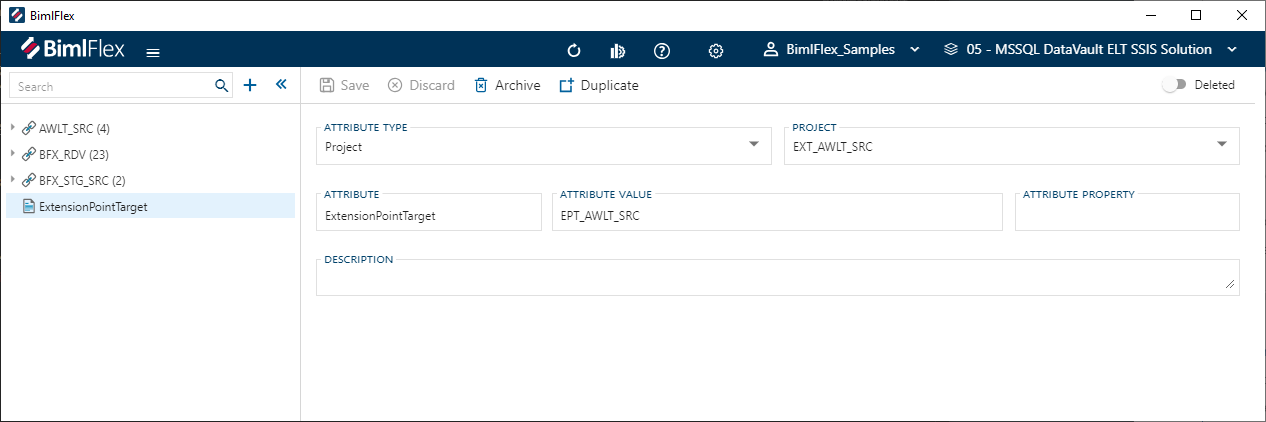 BimlFlex
BimlFlex
BimlFlex_Samples
05 - MSSQL DataVault ELT SSIS Solution
Search
Save
Discard
Archive
Duplicate
Deleted
AWLT_SRC (4)
BFX_RDV (23)
BFX_STG_SRC (2)
ExtensionPointTarget
ATTRIBUTE TYPE
Project
PROJECT
EXT_AWLT_SRC
ATTRIBUTE
ExtensionPointTarget
ATTRIBUTE VALUE
EPT_AWLT_SRC
ATTRIBUTE PROPERTY
DESCRIPTION